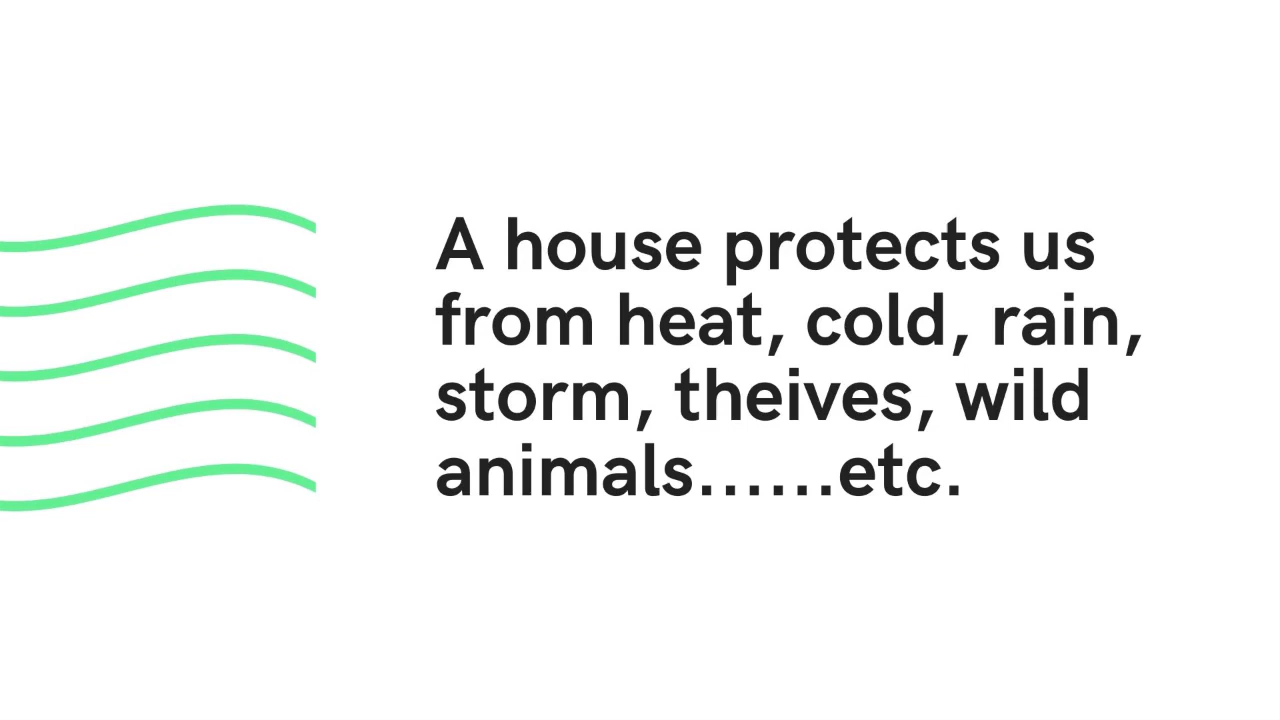 A house protects us
from heat, cold, rain,
storm, theives, wild
animals......etc.